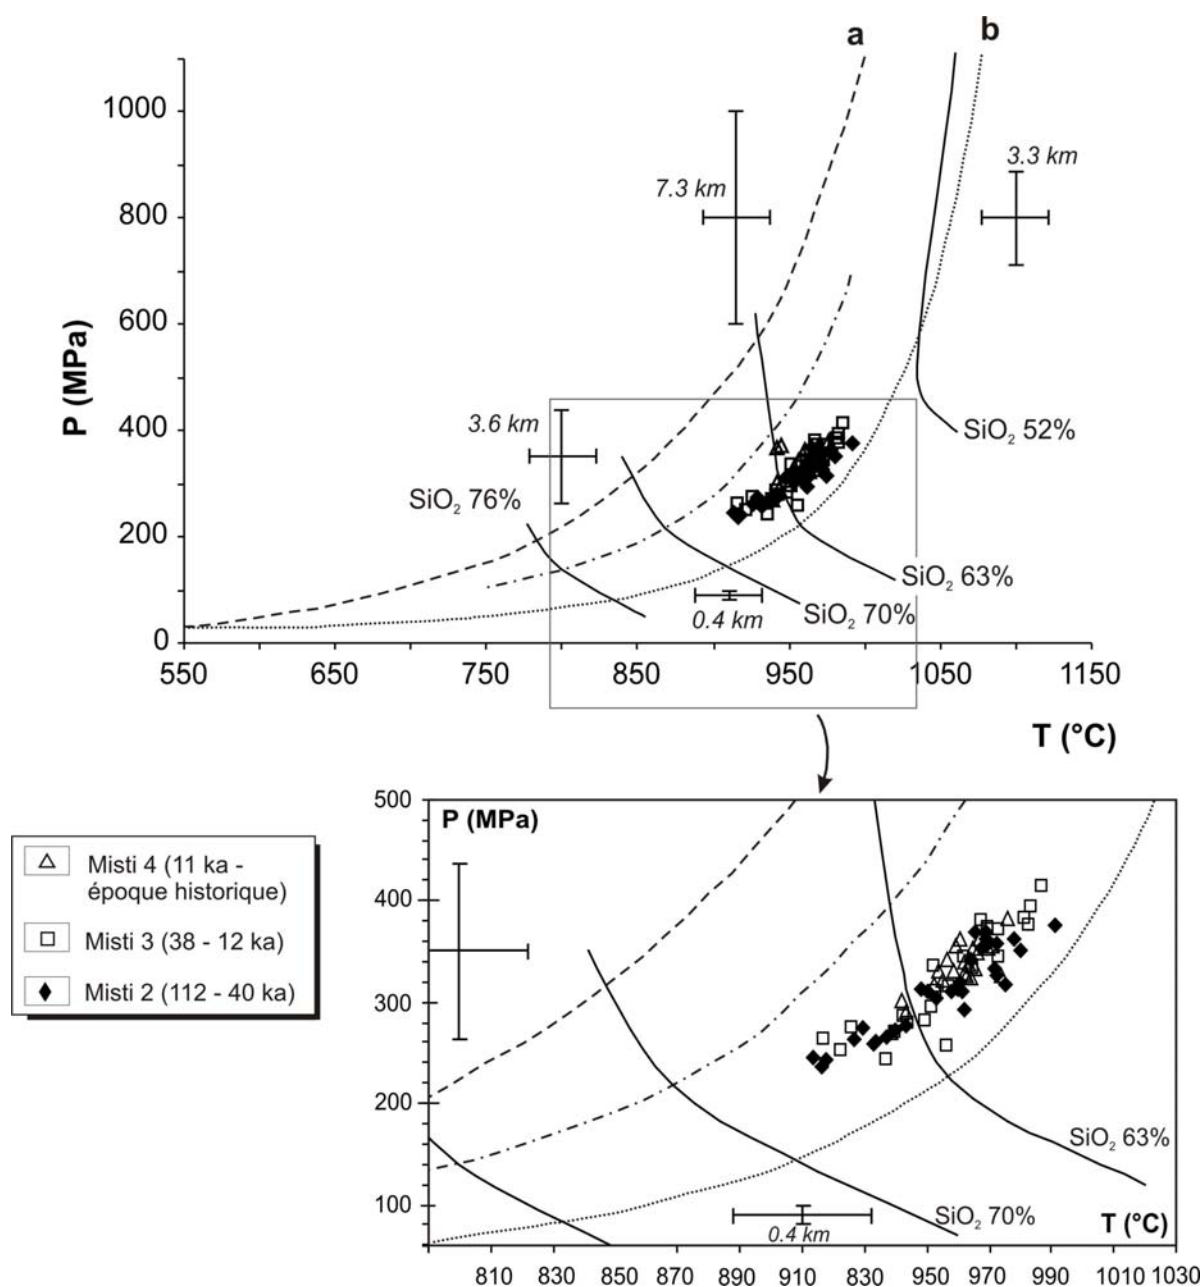 a
b
P (MPa)
1000
800
600
400
200
0
550
650
750
850
950
1050
1150
T (°C)
7.3 km
3.3 km
3.6 km
0.4 km
SiO₂ 76%
SiO₂ 52%
SiO₂ 63%
SiO₂ 70%
Misti 4 (11 ka -
époque historique)
Misti 3 (38 - 12 ka)
Misti 2 (112 - 40 ka)
P (MPa)
500
400
300
200
100
SiO₂ 63%
SiO₂ 70%
0.4 km
T (°C)
810
830
850
870
890
910
830
950
970
990
1010
1030